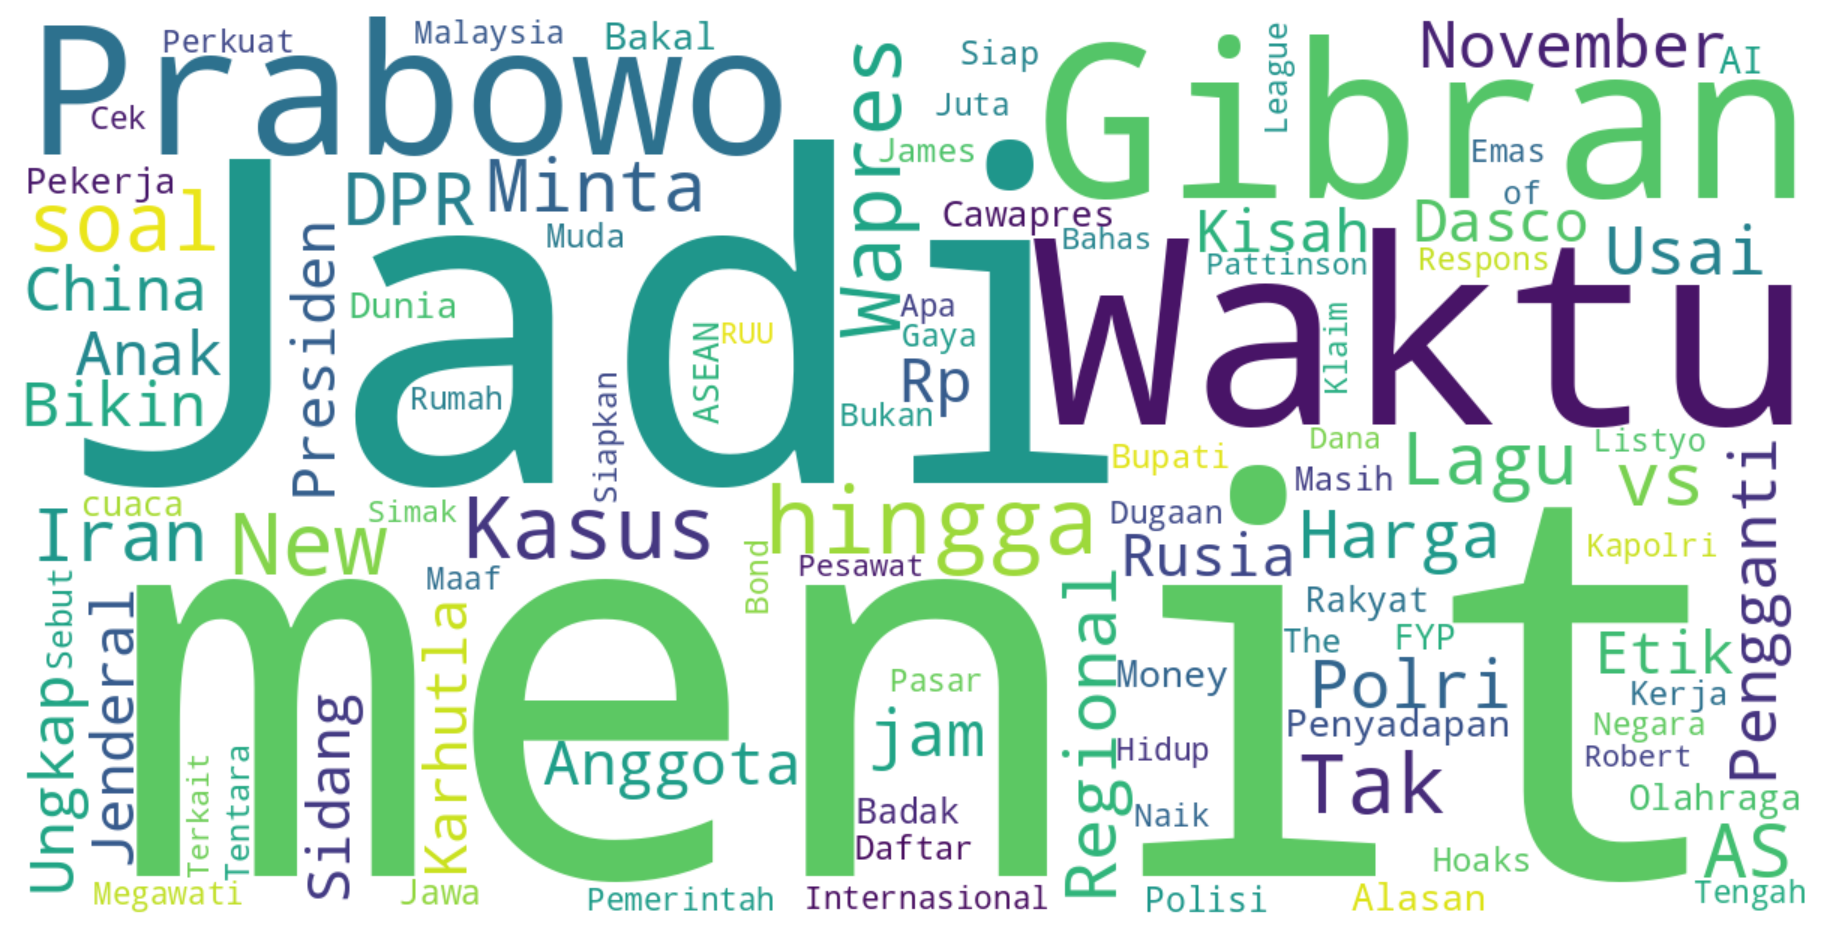 Prabowo
Perkuat
Malaysia
Bakal
Cek
Wapres
Siap
Juta
James
Gibran
League
November
AI
Emas
of
Pekerja
soal
DPR
Minta
Muda
Cawapres
Bahas
Kisah
Pattinson
Dasco
Respons
Usai
China
Anak
Bikin
Presiden
Jadi
Dunia
Rumah
Siapkan
ASEAN
RUU
Apa
Gaya
Rp
Bukan
Waktu
Klaim
Bupati
Dana
Masih
Lagu
Listyo
vs
Pengganti
cuaca
Iran
New
Simak
Kasus
hingga
Dugaan
Rusia
Harga
Kapolri
Sebut
Ungkap
Jenderal
Maaf
Karhutla
Bond
Pesawat
Regional
menit
Rakyat
The
FYP
Etik
Money
Polri
Kerja
Penyadapan
Negara
Hidup
Robert
Terkait
Tentara
Sidang
Anggota
Pasar
jam
Badak
Daftar
Naik
Tak
Olahraga
AS
Hoaks
Tengah
Megawati
Jawa
Pemerintah
Internasional
Polisi
Alasan